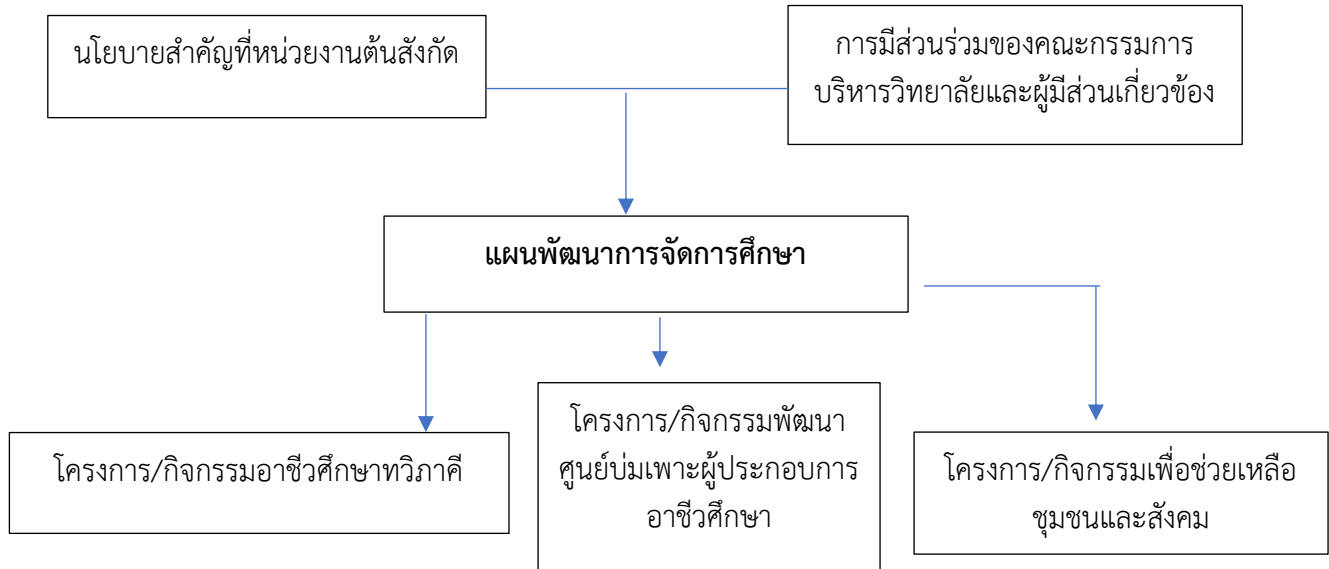 นโยบายสำคัญที่หน่วยงานต้นสังกัด
การมีส่วนร่วมของคณะกรรมการ
บริหารวิทยาลัยและผู้มีส่วนเกี่ยวข้อง
แผนพัฒนาการจัดการศึกษา
โครงการ/กิจกรรมอาชีวศึกษาทวิภาคี
โครงการ/กิจกรรมพัฒนา
ศูนย์บ่มเพาะผู้ประกอบการ
อาชีวศึกษา
โครงการ/กิจกรรมเพื่อช่วยเหลือ
ชุมชนและสังคม